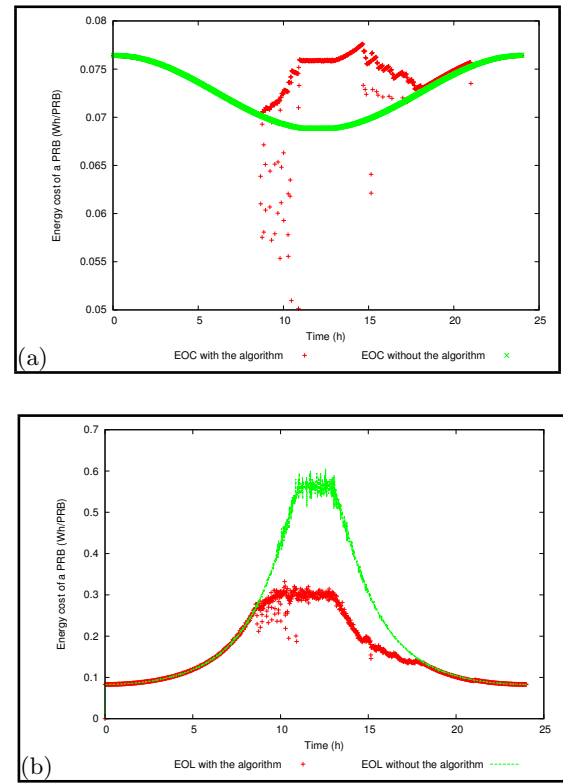 0.08
0.075
0.07
0.065
0.06
0.055
0.05
Energy cost of a PRB (Wh/PRB)
0 5 10 15 20 25
Time (h)
EOC with the algorithm
EOC without the algorithm
(a)
0.7
0.6
0.5
0.4
0.3
0.2
0.1
0
Energy cost of a PRB (Wh/PRB)
0 5 10 15 20 25
Time (h)
EOL with the algorithm
EOL without the algorithm
(b)